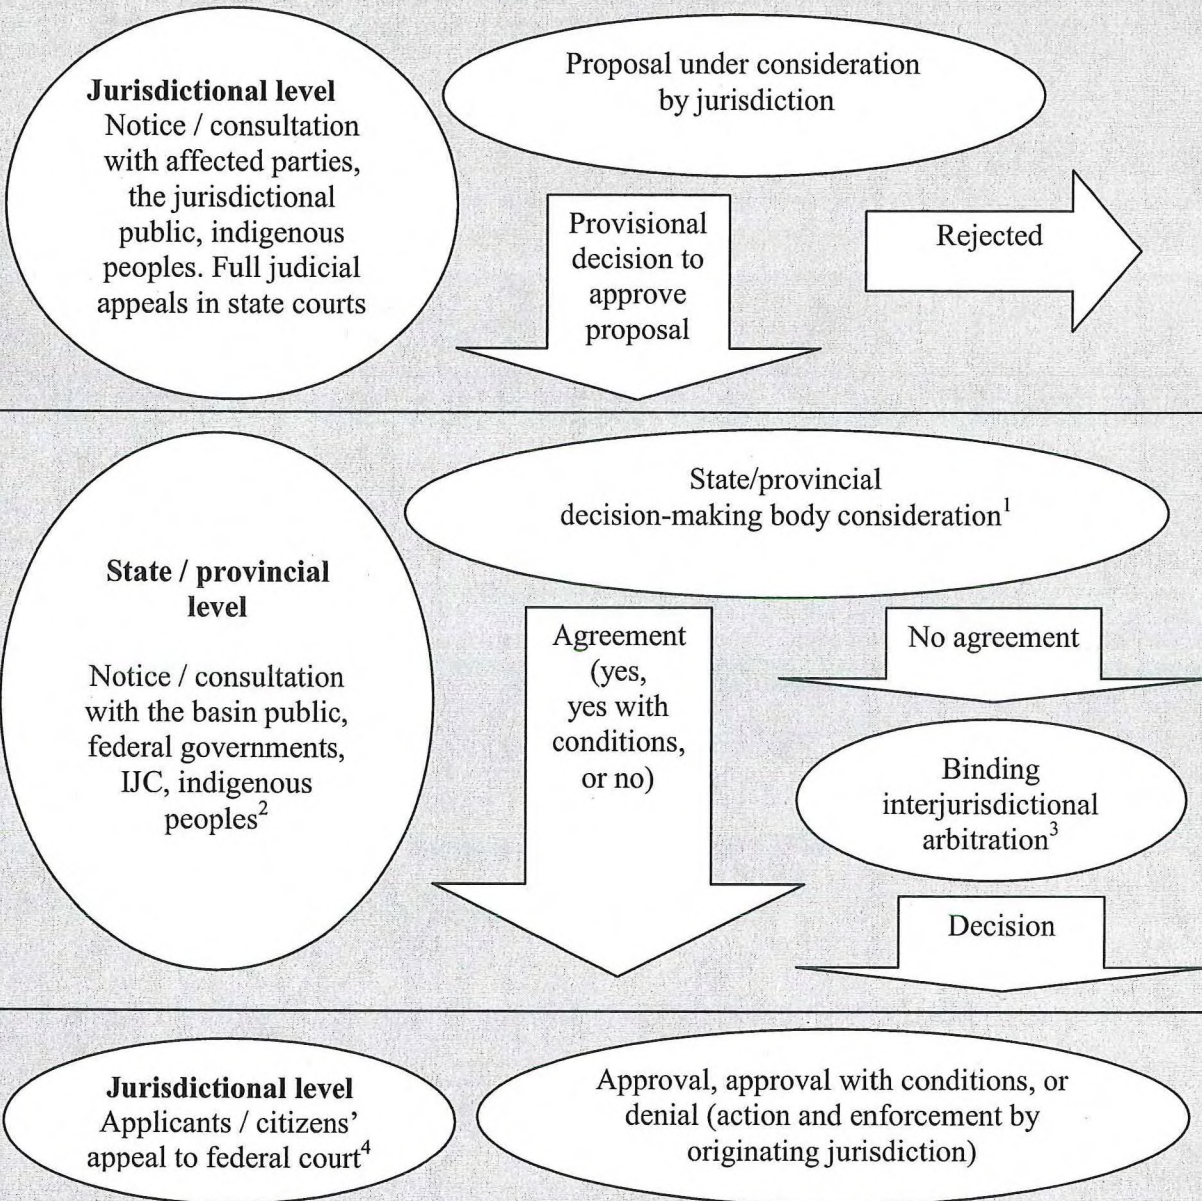 Jurisdictional level
Notice / consultation
with affected parties,
the jurisdictional
public, indigenous
peoples. Full judicial
appeals in state courts
Proposal under consideration
by jurisdiction
Provisional
decision to
approve
proposal
Rejected
State / provincial
level
Notice / consultation
with the basin public,
federal governments,
IJC, indigenous
peoples²
State/provincial
decision-making body consideration¹
Agreement
(yes,
yes with
conditions,
or no)
No agreement
Binding
interjurisdictional
arbitration³
Decision
Jurisdictional level
Applicants / citizens’
appeal to federal court⁴
Approval, approval with conditions, or
denial (action and enforcement by
originating jurisdiction)